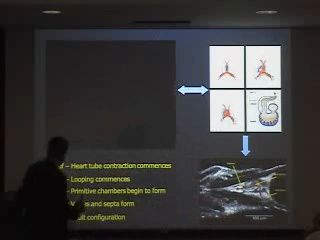 – Heart tube contraction commences
– Looping commences
– Primitive chambers begin to form
and septa form
configuration